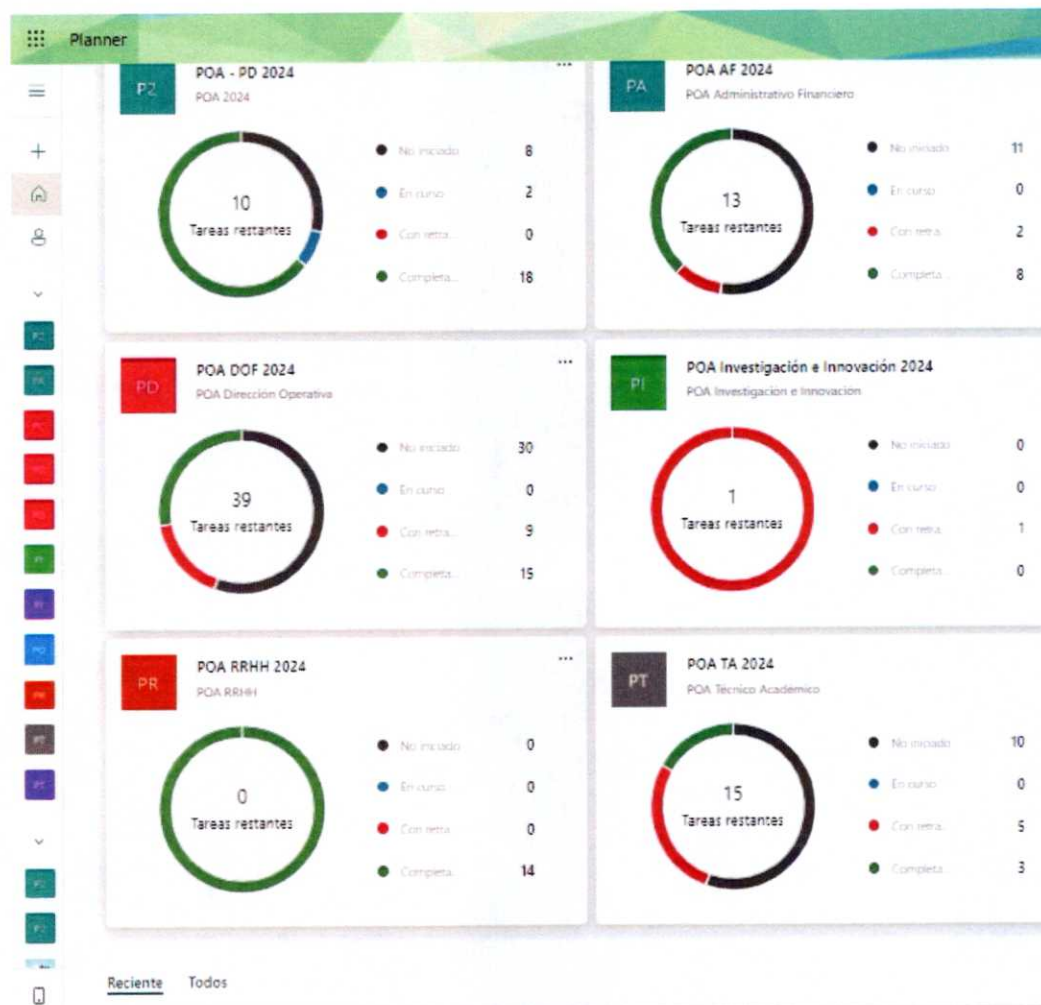 Planner
P2
POA - PD 2024
...
POA 2024
10
Tareas restantes
No iniciado 8
En curso 2
Con retra... 0
Completa... 18
PA
POA AF 2024
POA Administrativo Financiero
13
Tareas restantes
No iniciado 11
En curso 0
Con retra... 2
Completa... 8
PD
POA DOF 2024
...
POA Dirección Operativa
39
Tareas restantes
No iniciado 30
En curso 0
Con retra... 9
Completa... 15
PI
POA Investigación e Innovación 2024
POA Investigación e Innovación
1
Tareas restantes
No iniciado 0
En curso 0
Con retra... 1
Completa... 0
PR
POA RRHH 2024
...
POA RRHH
0
Tareas restantes
No iniciado 0
En curso 0
Con retra... 0
Completa... 14
PT
POA TA 2024
POA Técnico Académico
15
Tareas restantes
No iniciado 10
En curso 0
Con retra... 5
Completa... 3
Reciente Todos